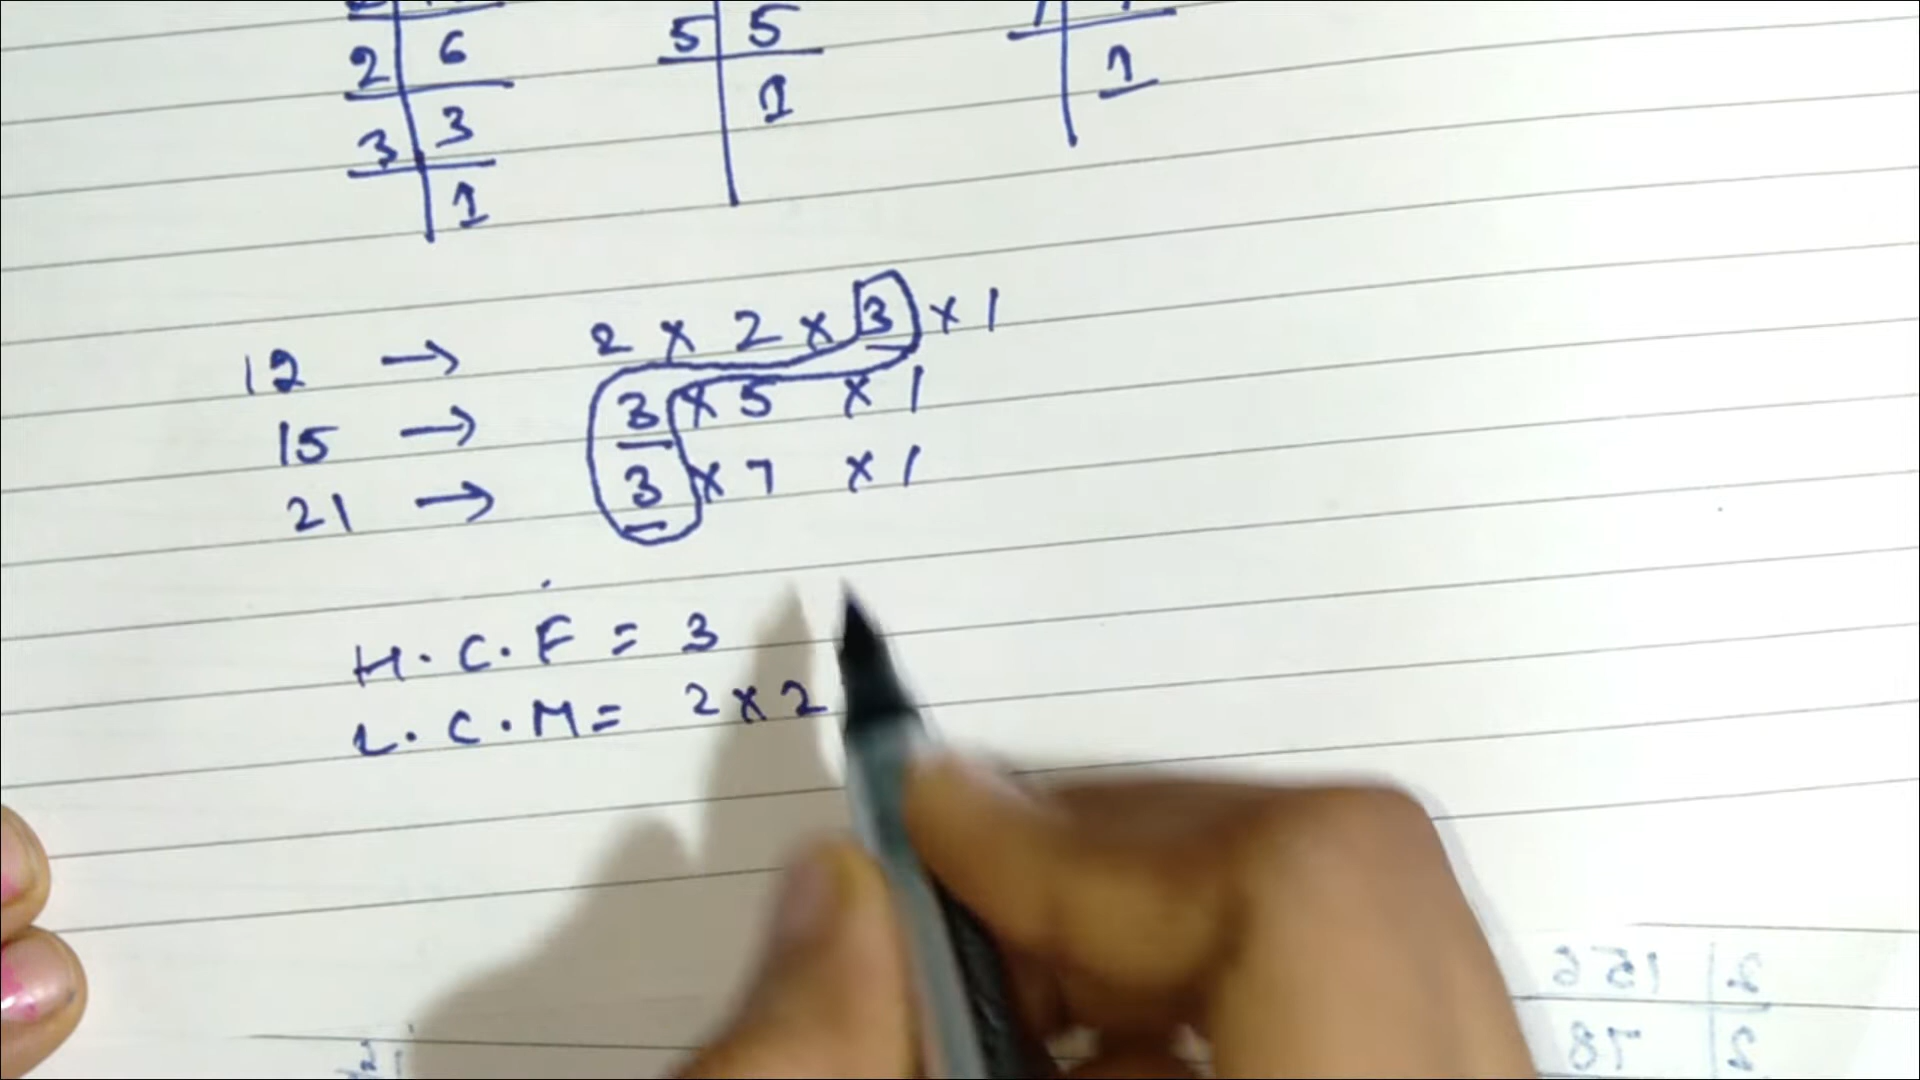 2 6 5 5
3 3 1 1
1
12 → 2 x 2 x 3 x 1
15 → 3 x 5 x 1
21 → 3 x 7 x 1
H.C.F = 3
L.C.M = 2 x 2